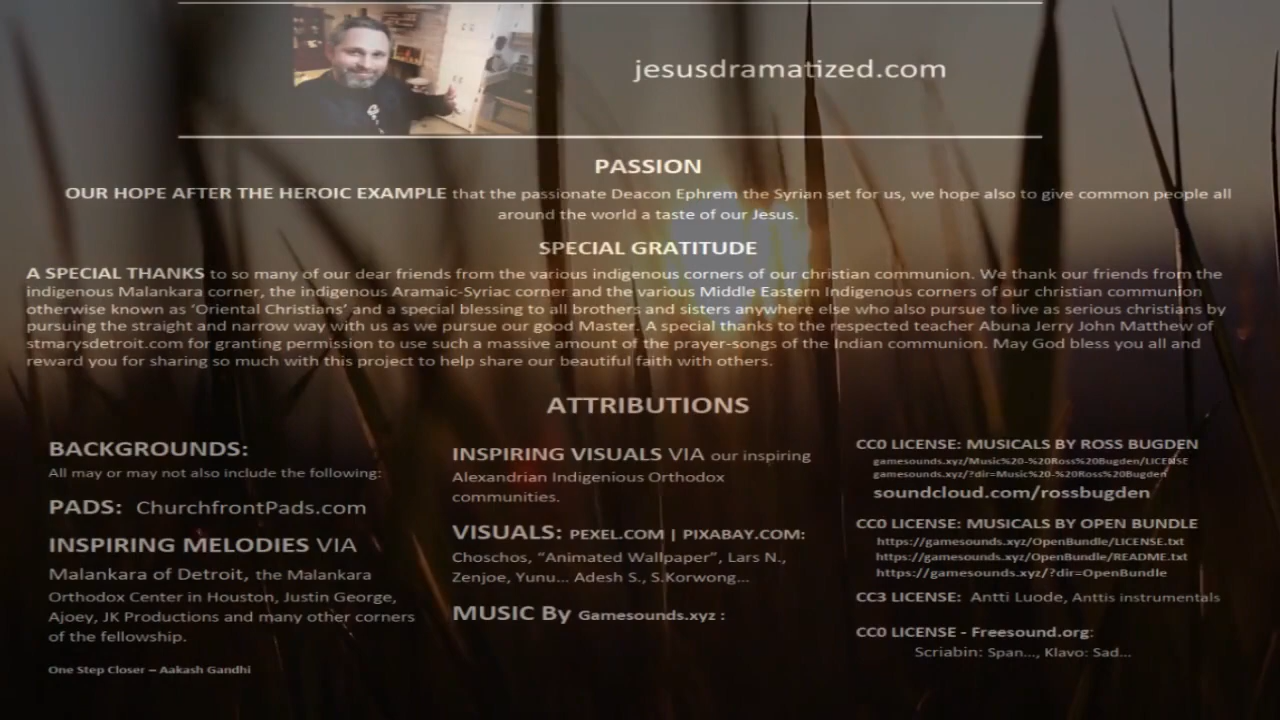 jesusdramatized.com
PASSION
OUR HOPE AFTER THE HEROIC EXAMPLE that the passionate Deacon Ephrem the Syrian set for us, we hope also to give common people all
around the world a taste of our Jesus.
SPECIAL GRATITUDE
A SPECIAL THANKS to so many of our dear friends from the various indigenous corners of our christian communion. We thank our friends from the
indigenous Malankara corner, the indigenous Aramaic-Syriac corner and the various Middle Eastern Indigenous corners of our christian communion
otherwise known as ‘Oriental Christians’ and a special blessing to all brothers and sisters anywhere else who also pursue to live as serious christians by
pursuing the straight and narrow way with us as we pursue our good Master. A special thanks to the respected teacher Abuna Jerry John Matthew of
stmarysdetroit.com for granting permission to use such a massive amount of the prayer-songs of the Indian communion. May God bless you all and
reward you for sharing so much with this project to help share our beautiful faith with others.
ATTRIBUTIONS
BACKGROUNDS:
All may or may not also include the following:
PADS: ChurchfrontPads.com
INSPIRING MELODIES VIA
Malankara of Detroit, the Malankara
Orthodox Center in Houston, Justin George,
Ajoey, JK Productions and many other corners
of the fellowship.
One Step Closer – Aakash Gandhi
INSPIRING VISUALS VIA our inspiring
Alexandrian Indigenious Orthodox
communities.
VISUALS: PEXEL.COM | PIXABAY.COM:
Choschos, “Animated Wallpaper”, Lars N.,
Zenjoe, Yunu... Adesh S., S.Korwong...
MUSIC By Gamesounds.xyz :
CC0 LICENSE: MUSICALS BY ROSS BUGDEN
gamesounds.xyz/Music%20-%20Ross%20Bugden/LICENSE
gamesounds.xyz/?dir=Music%20-%20Ross%20Bugden
soundcloud.com/rossbugden
CC0 LICENSE: MUSICALS BY OPEN BUNDLE
https://gamesounds.xyz/OpenBundle/LICENSE.txt
https://gamesounds.xyz/OpenBundle/README.txt
https://gamesounds.xyz/?dir=OpenBundle
CC3 LICENSE: Antti Luode, Anttis instrumentals
CC0 LICENSE - Freesound.org:
Scriabin: Span..., Klavo: Sad...